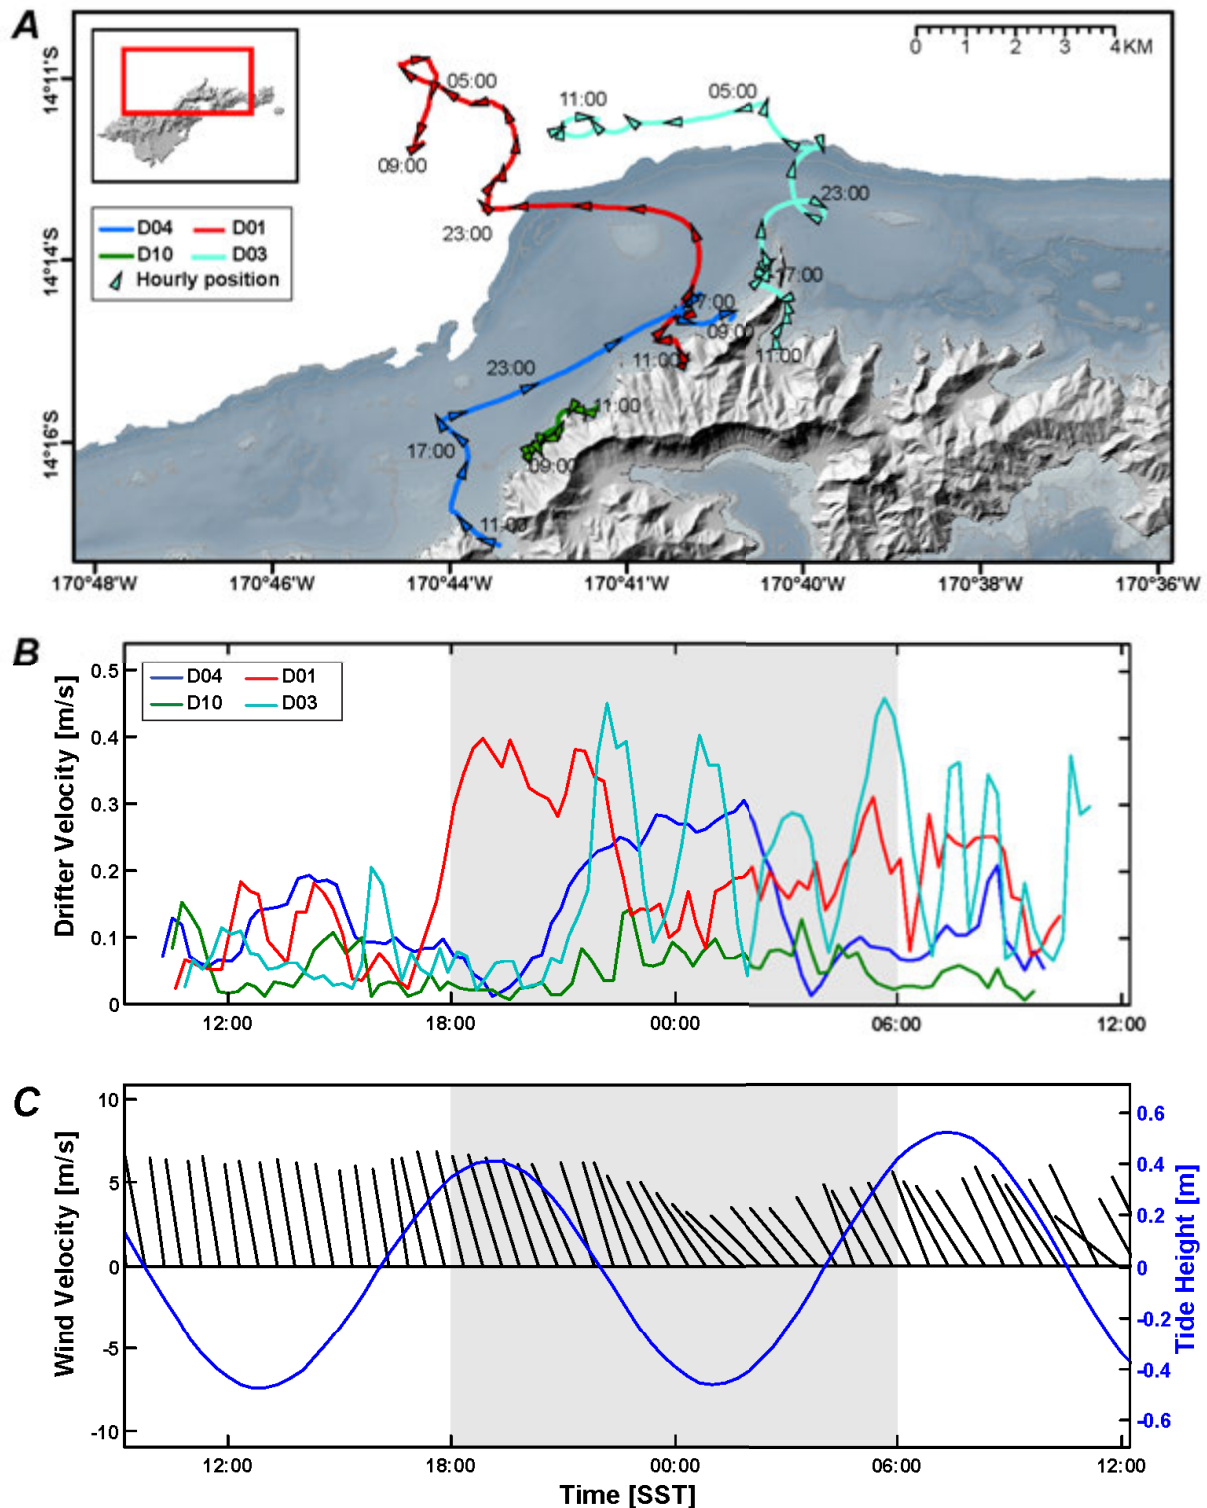 A
0 1 2 3 4 KM
14°11'S
14°14'S
14°16'S
D04 D01
D10 D03
Hourly position
05:00
09:00
23:00
11:00
05:00
23:00
17:00
11:00
7:00
09:00
11:00
23:00
17:00
11:00
11:00
09:00
170°48'W 170°46'W 170°44'W 170°41'W 170°40'W 170°38'W 170°36'W
B
Drifter Velocity [m/s]
D04 D01
D10 D03
0.5
0.4
0.3
0.2
0.1
0
12:00 18:00 00:00 06:00 12:00
C
Wind Velocity [m/s]
10
5
0
-5
-10
0.6
0.4
0.2
0
-0.2
-0.4
-0.6
Tide Height [m]
12:00 18:00 00:00 06:00 12:00
Time [SST]